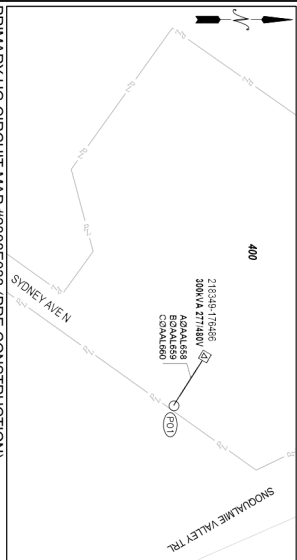 N
400
218349-176486
300kVA 277/480V
AØAAL658
BØAAL659
CØAAL660
P01
SYDNEY AVE N
SNOQUALMIE VALLEY TRL